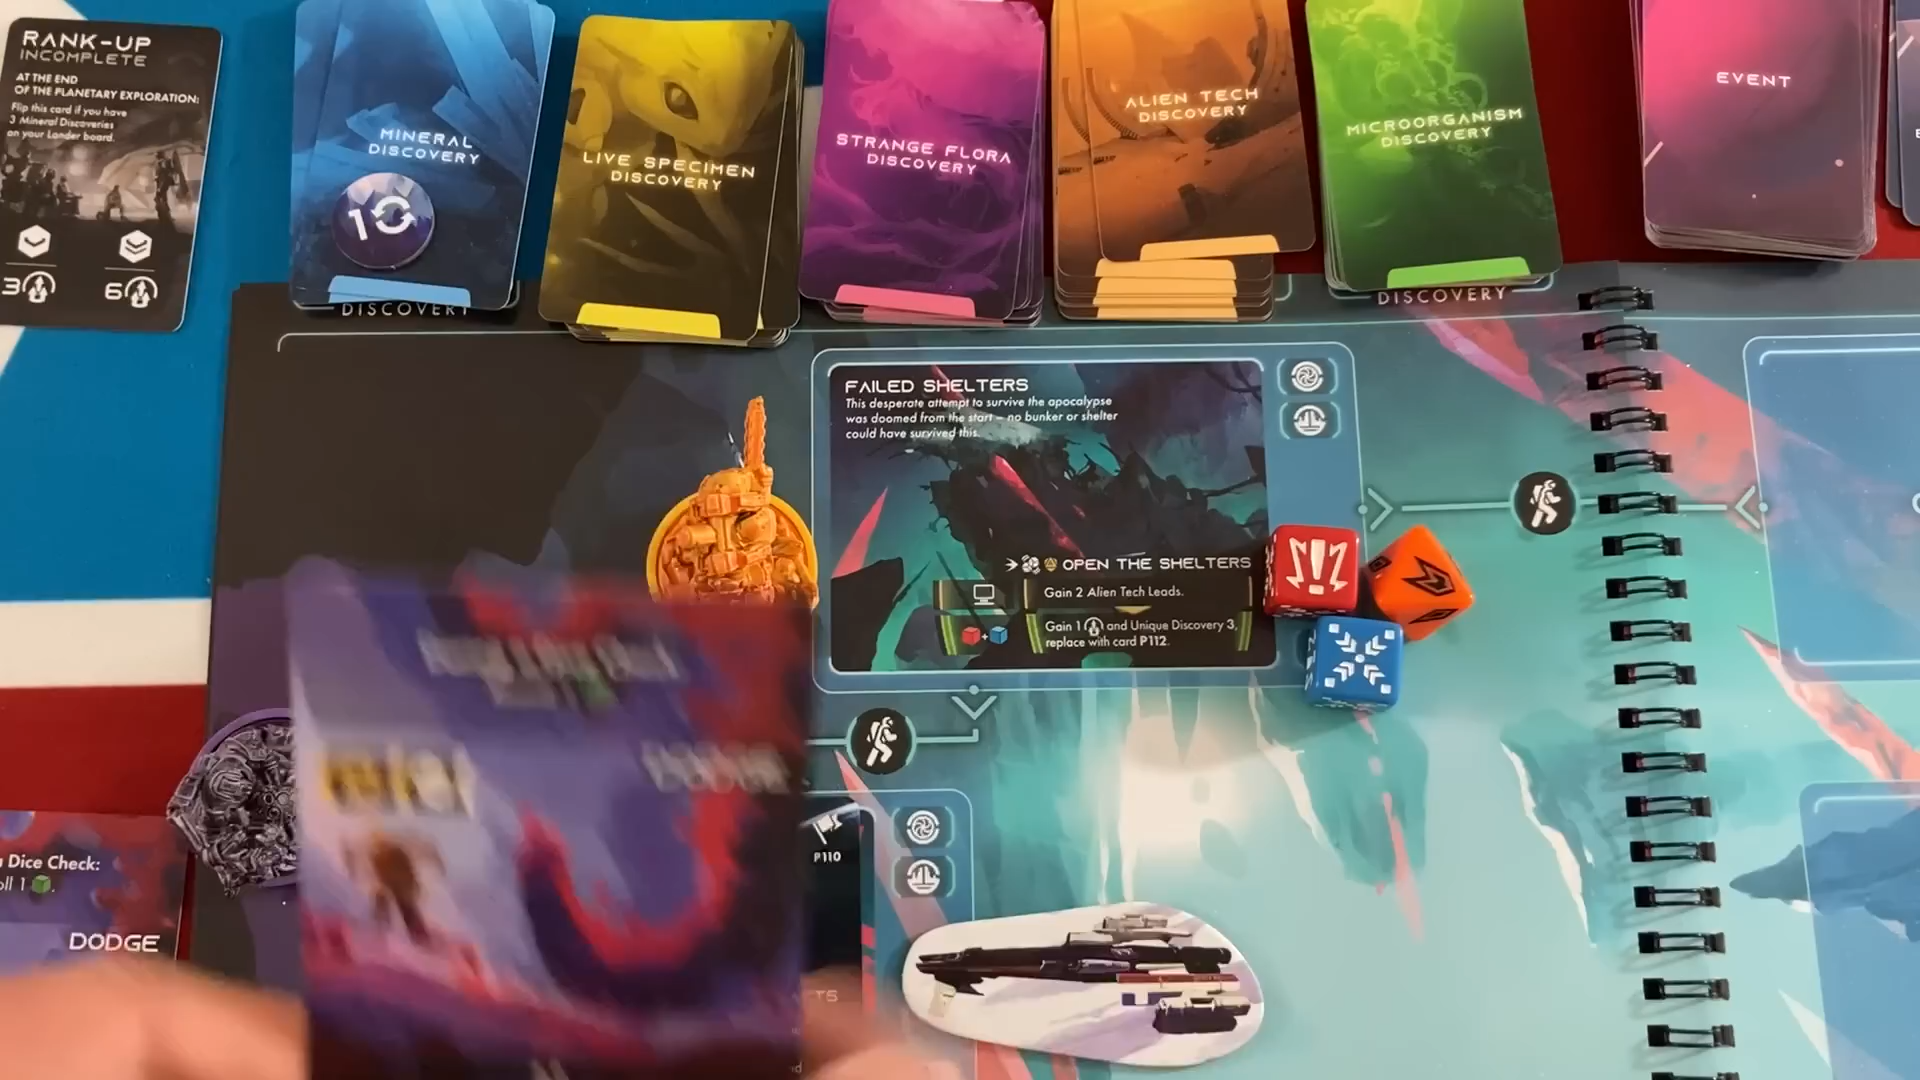 RANK-UP
INCOMPLETE
AT THE END
OF THE PLANETARY EXPLORATION:
Flip this card if you have
3 Mineral Discoveries
on your Lander board.
3
6
MINERAL
DISCOVERY
1
DISCOVERY
LIVE SPECIMEN
DISCOVERY
STRANGE FLORA
DISCOVERY
ALIEN TECH
DISCOVERY
MICROORGANISM
DISCOVERY
DISCOVERY
EVENT
FAILED SHELTERS
This desperate attempt to survive the apocalypse
was doomed from the start – no bunker or shelter
could have survived this.
OPEN THE SHELTERS
Gain 2 Alien Tech Leads.
+
Gain 1 and Unique Discovery 3,
replace with card P112.
P110
Dice Check:
1
DODGE